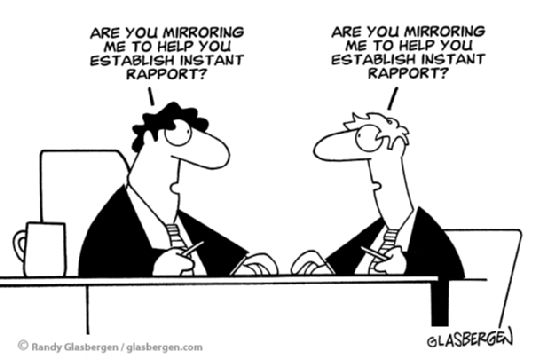 ARE YOU MIRRORING
ME TO HELP YOU
ESTABLISH INSTANT
RAPPORT?
ARE YOU MIRRORING
ME TO HELP YOU
ESTABLISH INSTANT
RAPPORT?
© Randy Glasbergen / glasbergen.com
GLASBERGEN